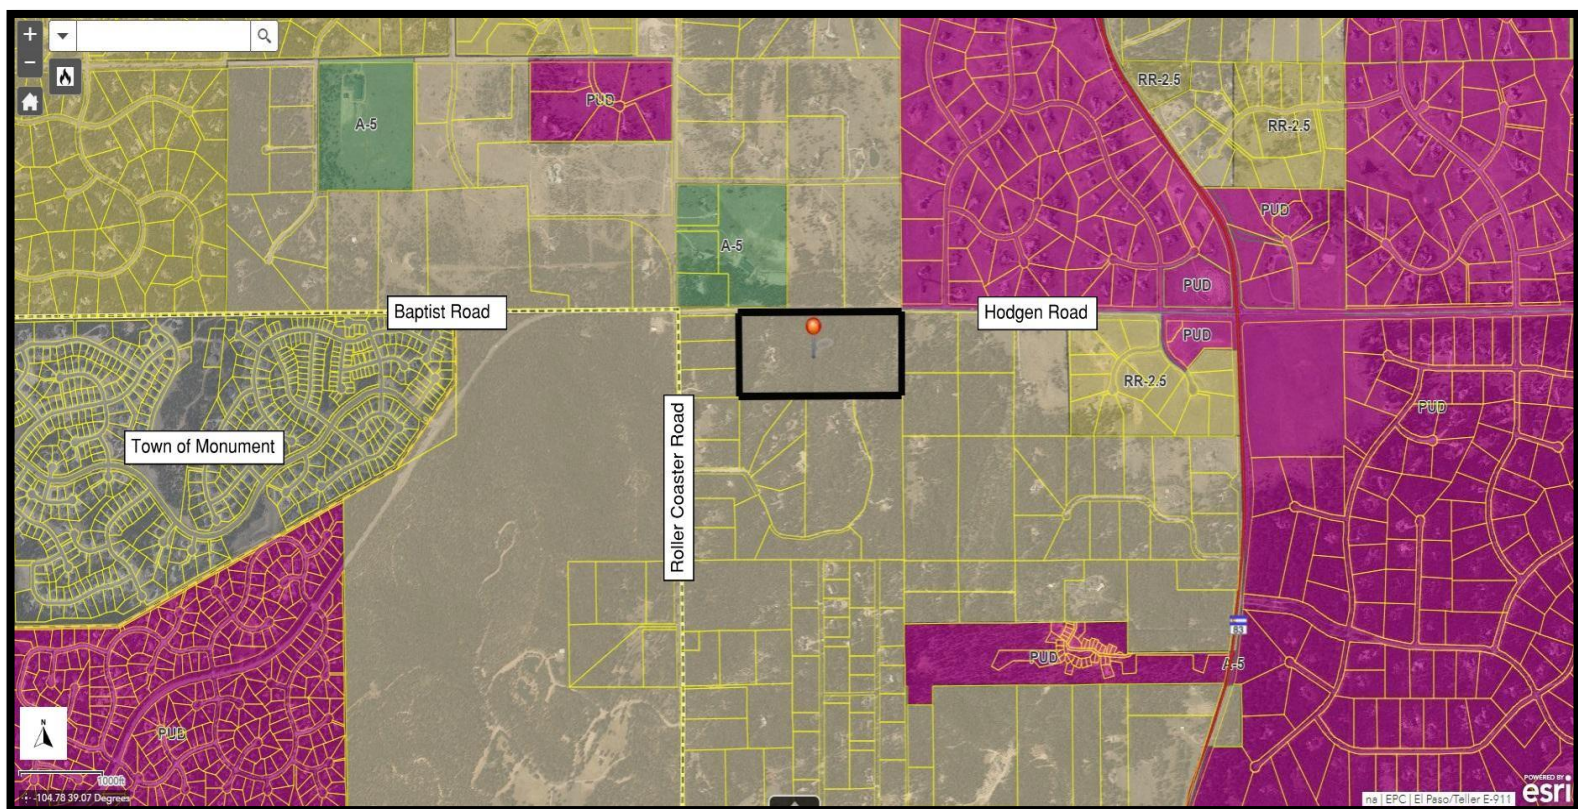 +
−
RR-2.5
A-5
PUD
RR-2.5
PUD
A-5
PUD
Baptist Road
Hodgen Road
PUD
RR-2.5
PUD
Town of Monument
Roller Coaster Road
83
PUD
A-5
N
PUD
1000ft
-104.78 39.07 Degrees
POWERED BY
esri
na | EPC | El Paso/Teller E-911